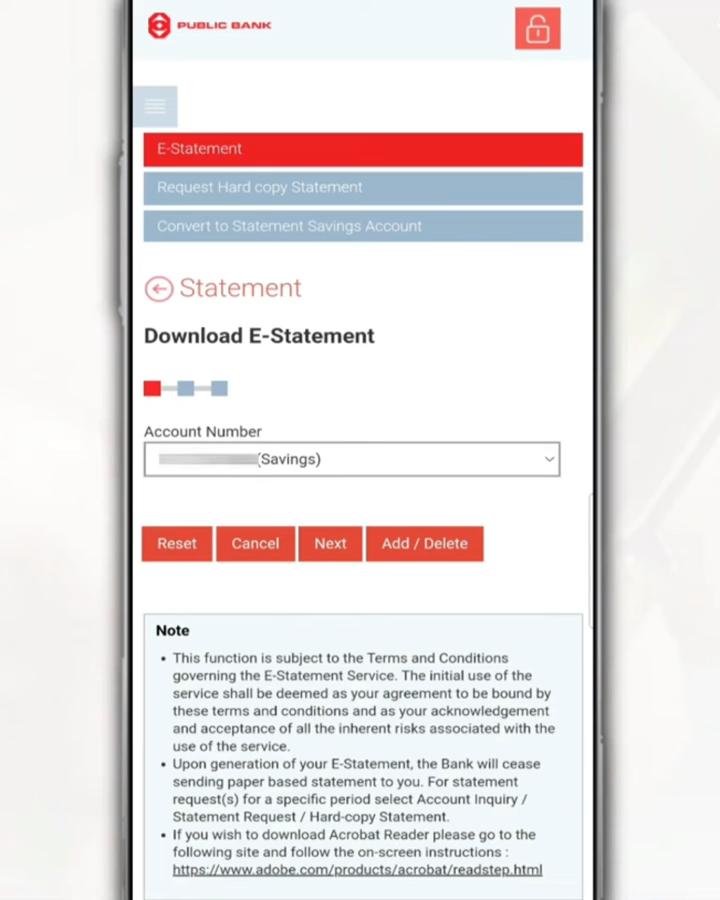 PUBLIC BANK
E-Statement
Request Hard copy Statement
Convert to Statement Savings Account
Statement
Download E-Statement
Account Number
(Savings)
Reset Cancel Next Add / Delete
Note
• This function is subject to the Terms and Conditions
governing the E-Statement Service. The initial use of the
service shall be deemed as your agreement to be bound by
these terms and conditions and as your acknowledgement
and acceptance of all the inherent risks associated with the
use of the service.
• Upon generation of your E-Statement, the Bank will cease
sending paper based statement to you. For statement
request(s) for a specific period select Account Inquiry /
Statement Request / Hard-copy Statement.
• If you wish to download Acrobat Reader please go to the
following site and follow the on-screen instructions :
https://www.adobe.com/products/acrobat/readstep.html